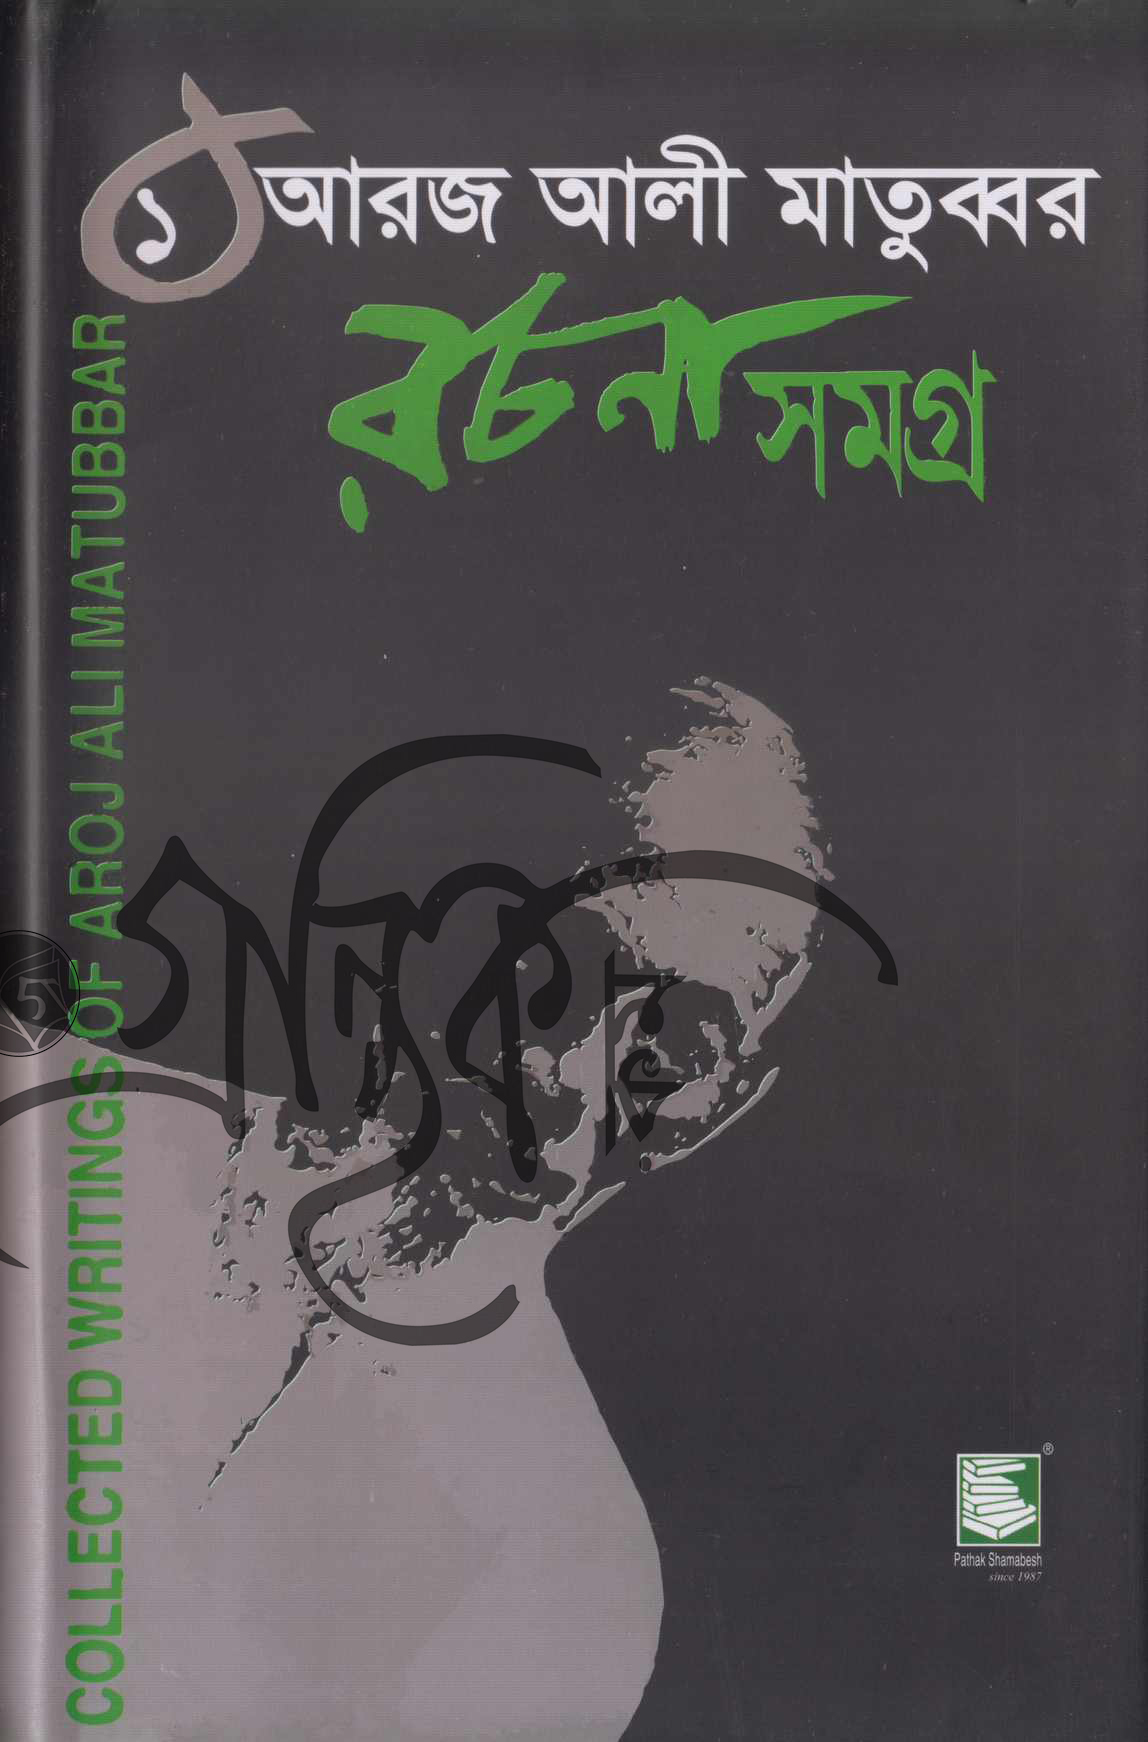 ১
আরজ আলী মাতুব্বর
রচনা সমগ্র
COLLECTED WRITINGS OF AROJ ALI MATUBBAR
®
Pathak Shamabesh
since 1987